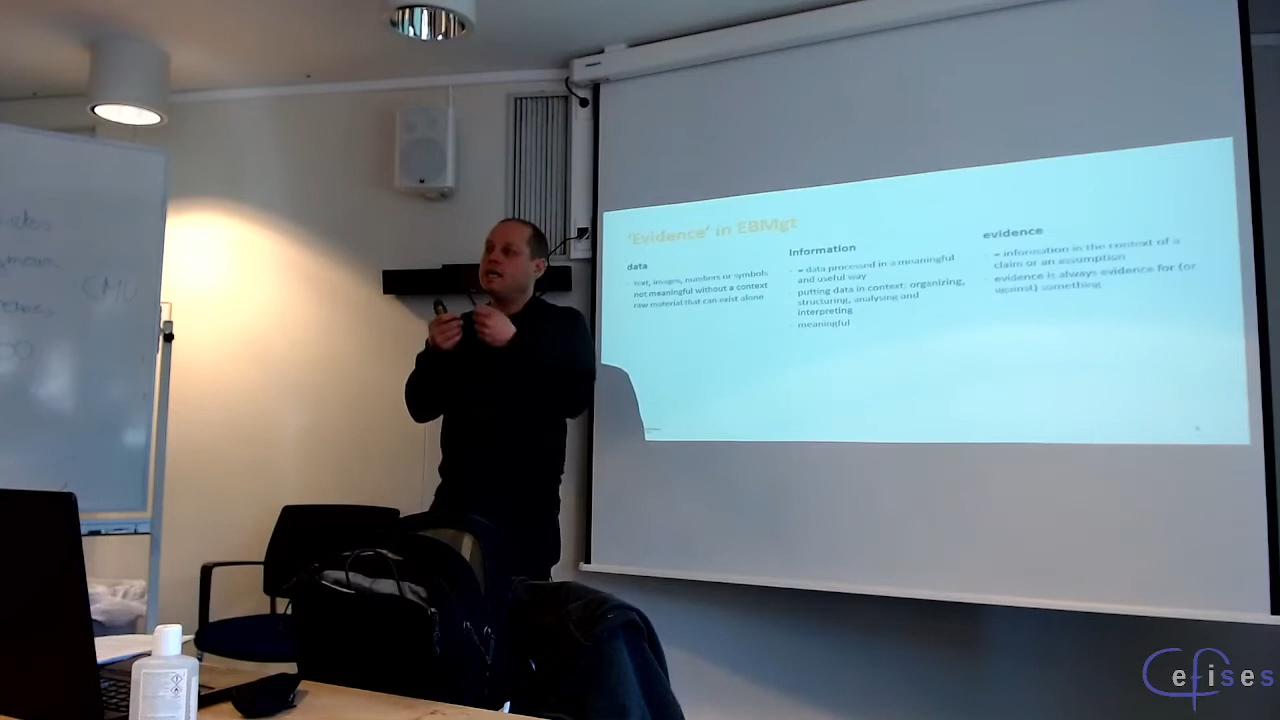 'Evidence' in EBMgt
data
text, images, numbers or symbols
not meaningful without a context
raw material that can exist alone
Information
- = data processed in a meaningful
and useful way
- putting data in context: organizing,
structuring, analysing and
interpreting
- meaningful
evidence
- = information in the context of a
claim or an assumption
- evidence is always evidence for (or
against) something
efises